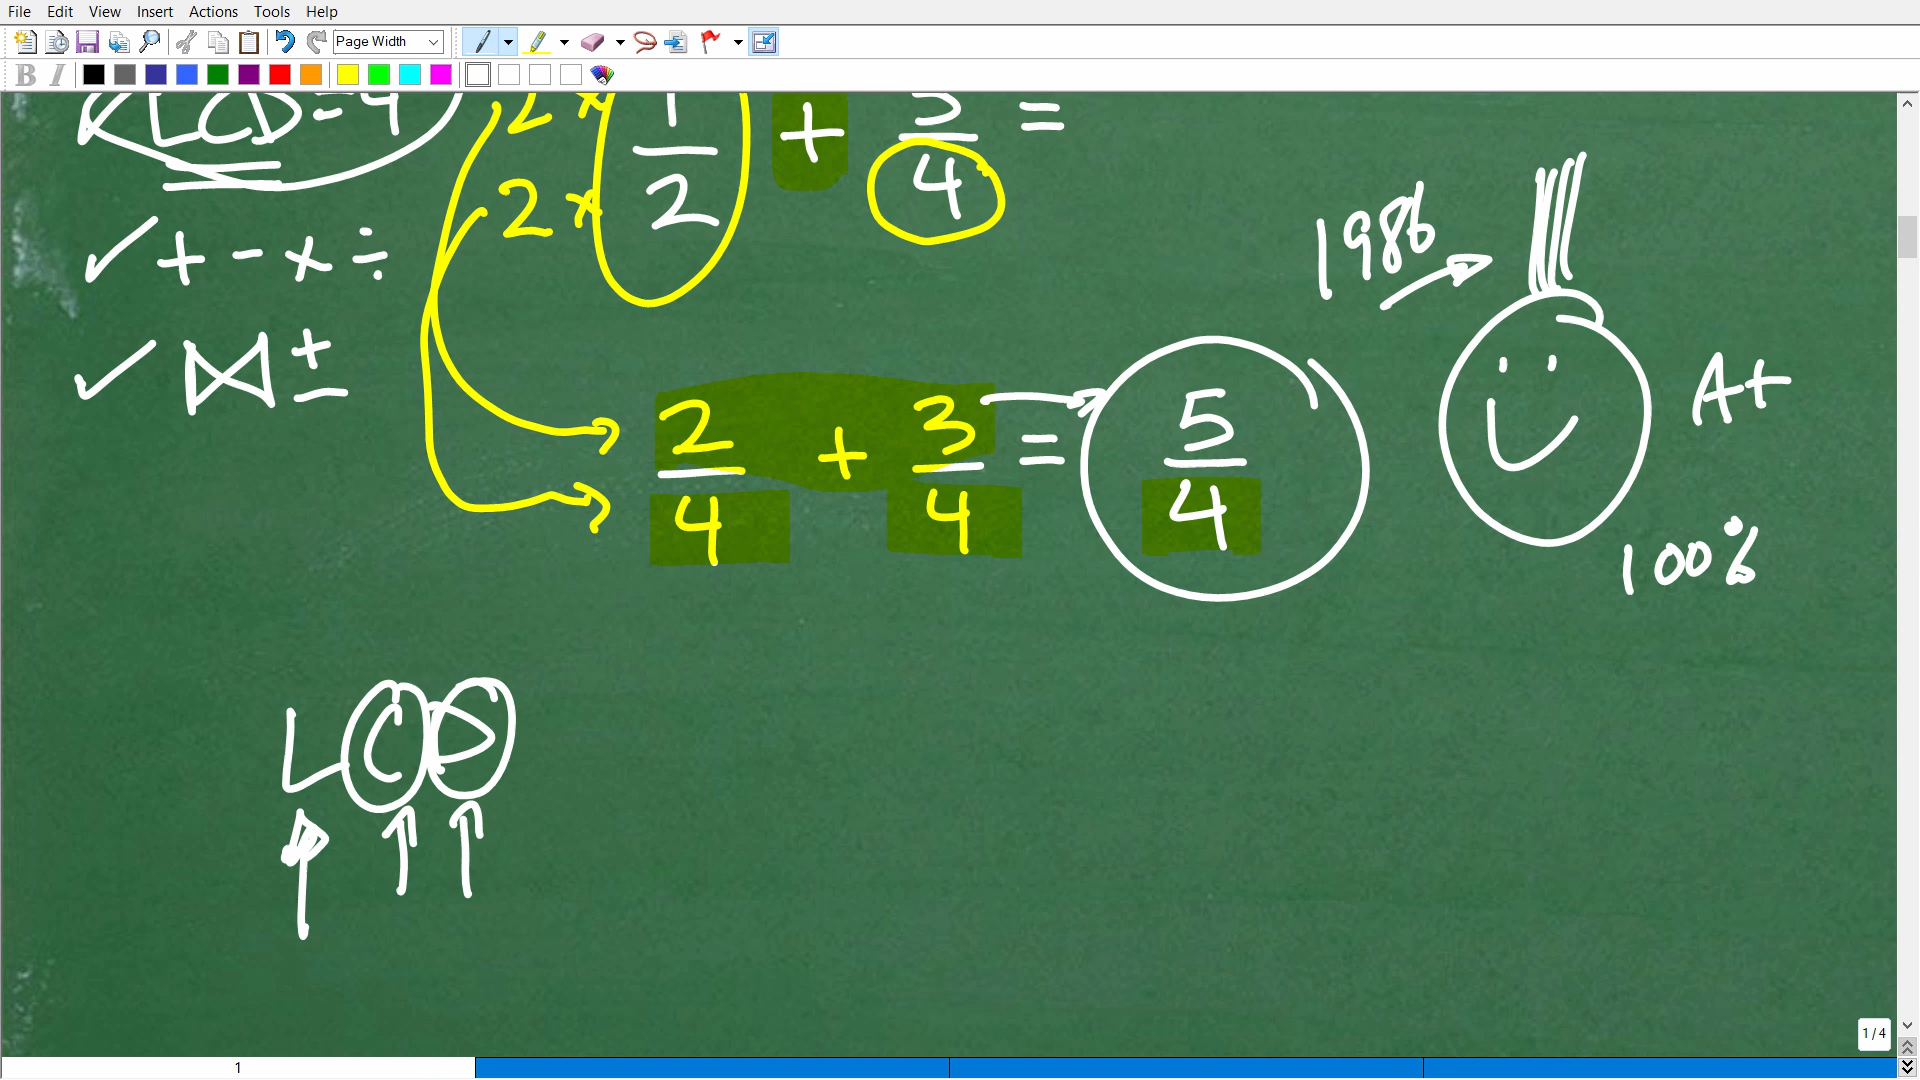 File Edit View Insert Actions Tools Help
Page Width
B I
LCD = 4
2 × 1/2 + 3/4 =
2 ×
✓ + - × ÷
✓ ⋈ ±
1986
2/4 + 3/4 = 5/4
A+
100%
LCD
1/4
1